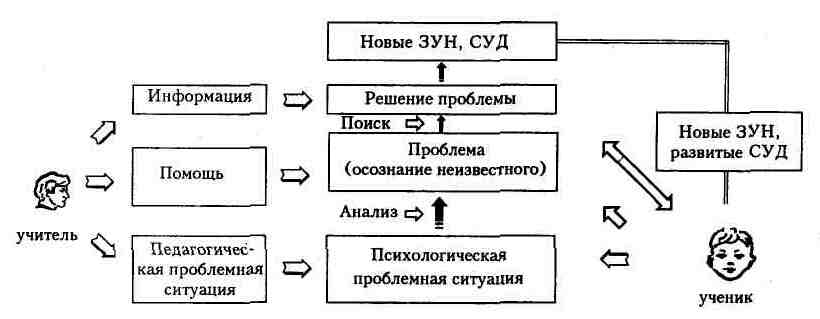 Новые ЗУН, СУД
Информация
Решение проблемы
Поиск
Новые ЗУН,
развитые СУД
Проблема
(осознание неизвестного)
Помощь
Анализ
учитель
Педагогичес-
кая проблемная
ситуация
Психологическая
проблемная ситуация
ученик